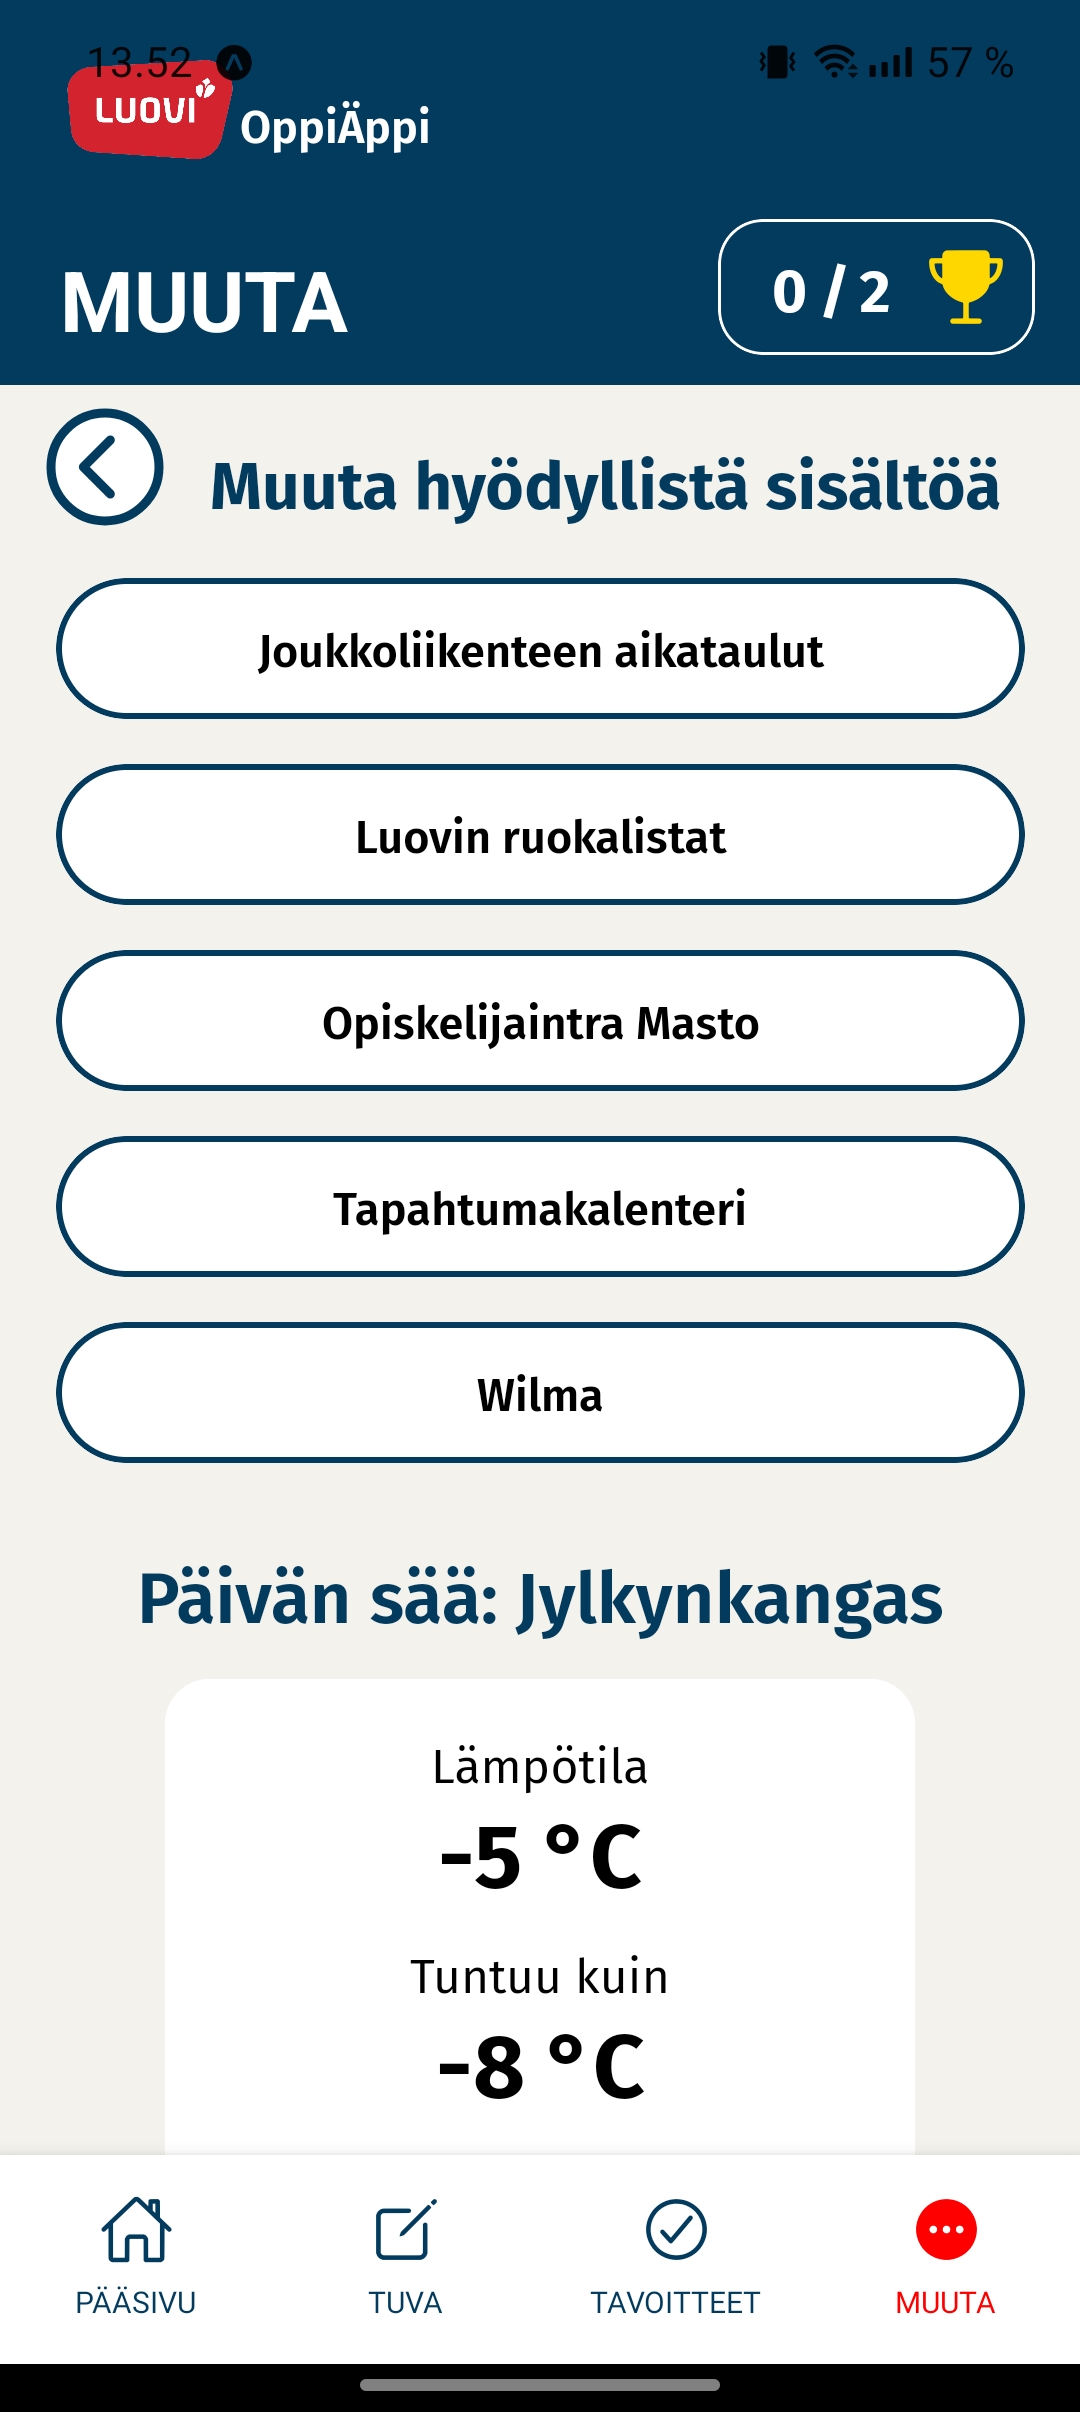 13.52
57 %
LUOVI
OppiÄppi
MUUTA
0 / 2
Muuta hyödyllistä sisältöä
Joukkoliikenteen aikataulut
Luovin ruokalistat
Opiskelijaintra Masto
Tapahtumakalenteri
Wilma
Päivän sää: Jylkynkangas
Lämpötila
-5 °C
Tuntuu kuin
-8 °C
PÄÄSIVU
TUVA
TAVOITTEET
MUUTA